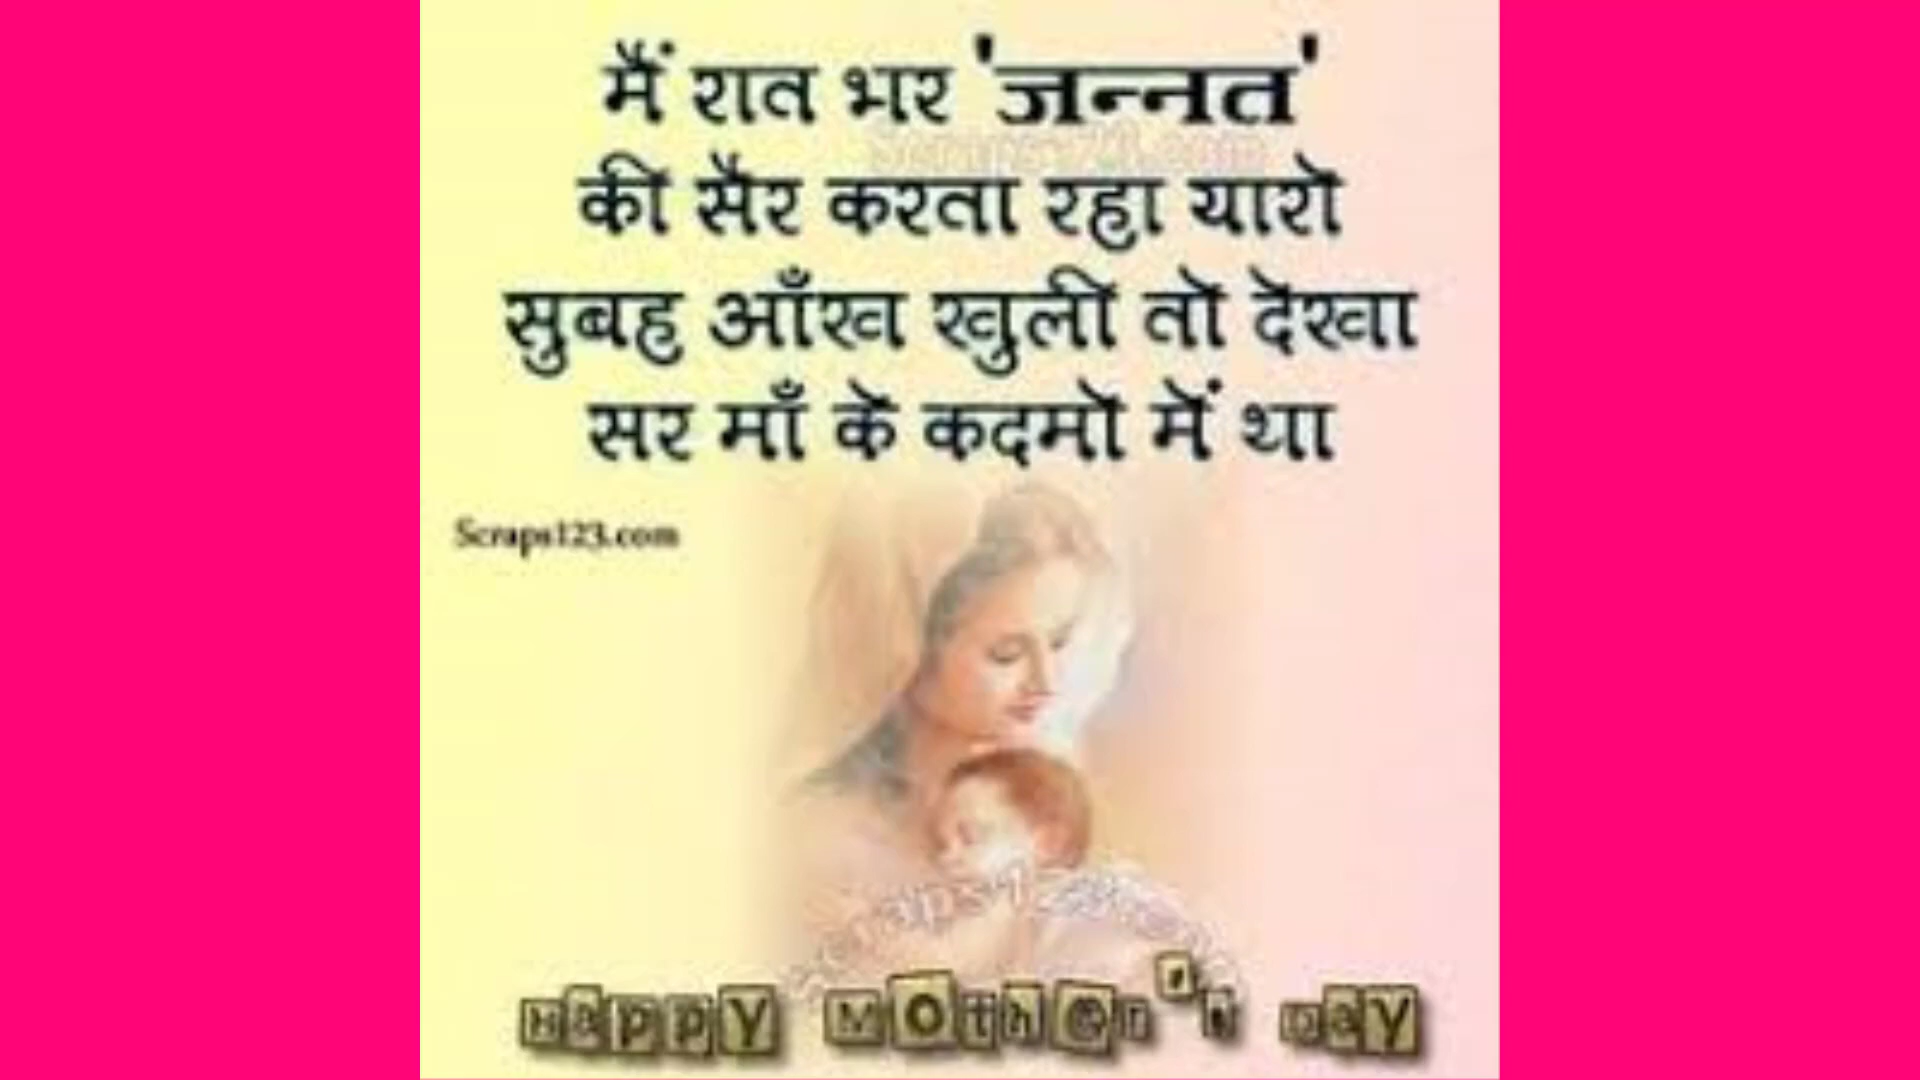 मैं रात भर 'जन्नत'
की सैर करता रहा यारो
सुबह आँख खुली तो देखा
सर माँ के कदमो में था
Scraps123.com
Happy Mother's Day